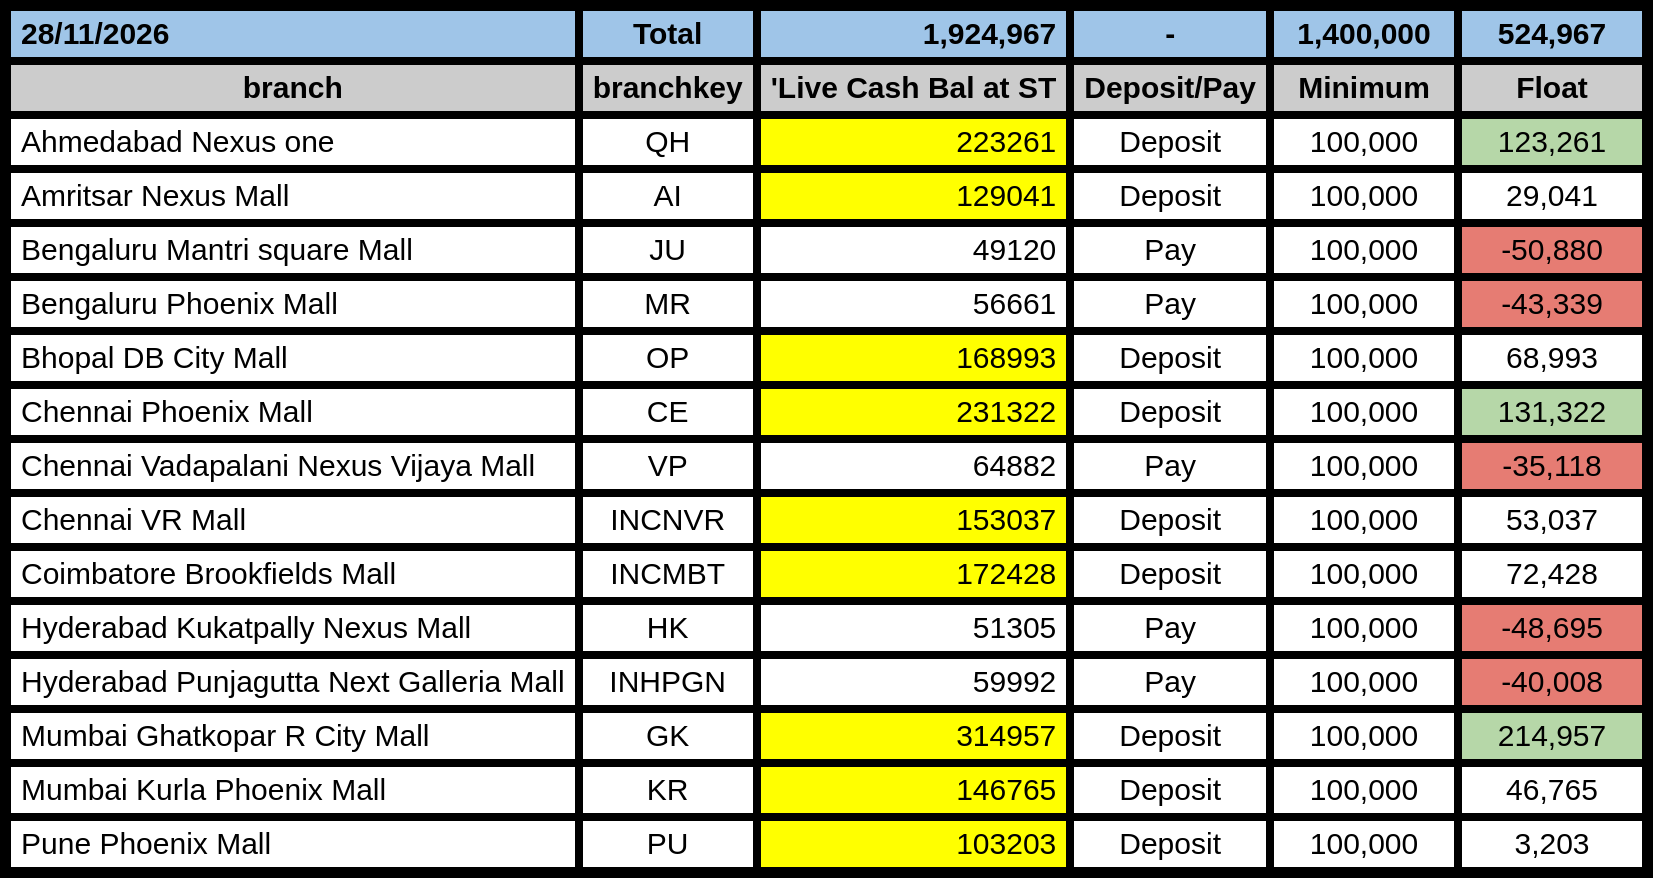 28/11/2026 Total 1,924,967 - 1,400,000 524,967
branch branchkey 'Live Cash Bal at ST Deposit/Pay Minimum Float
Ahmedabad Nexus one QH 223261 Deposit 100,000 123,261
Amritsar Nexus Mall AI 129041 Deposit 100,000 29,041
Bengaluru Mantri square Mall JU 49120 Pay 100,000 -50,880
Bengaluru Phoenix Mall MR 56661 Pay 100,000 -43,339
Bhopal DB City Mall OP 168993 Deposit 100,000 68,993
Chennai Phoenix Mall CE 231322 Deposit 100,000 131,322
Chennai Vadapalani Nexus Vijaya Mall VP 64882 Pay 100,000 -35,118
Chennai VR Mall INCNVR 153037 Deposit 100,000 53,037
Coimbatore Brookfields Mall INCMBT 172428 Deposit 100,000 72,428
Hyderabad Kukatpally Nexus Mall HK 51305 Pay 100,000 -48,695
Hyderabad Punjagutta Next Galleria Mall INHPGN 59992 Pay 100,000 -40,008
Mumbai Ghatkopar R City Mall GK 314957 Deposit 100,000 214,957
Mumbai Kurla Phoenix Mall KR 146765 Deposit 100,000 46,765
Pune Phoenix Mall PU 103203 Deposit 100,000 3,203